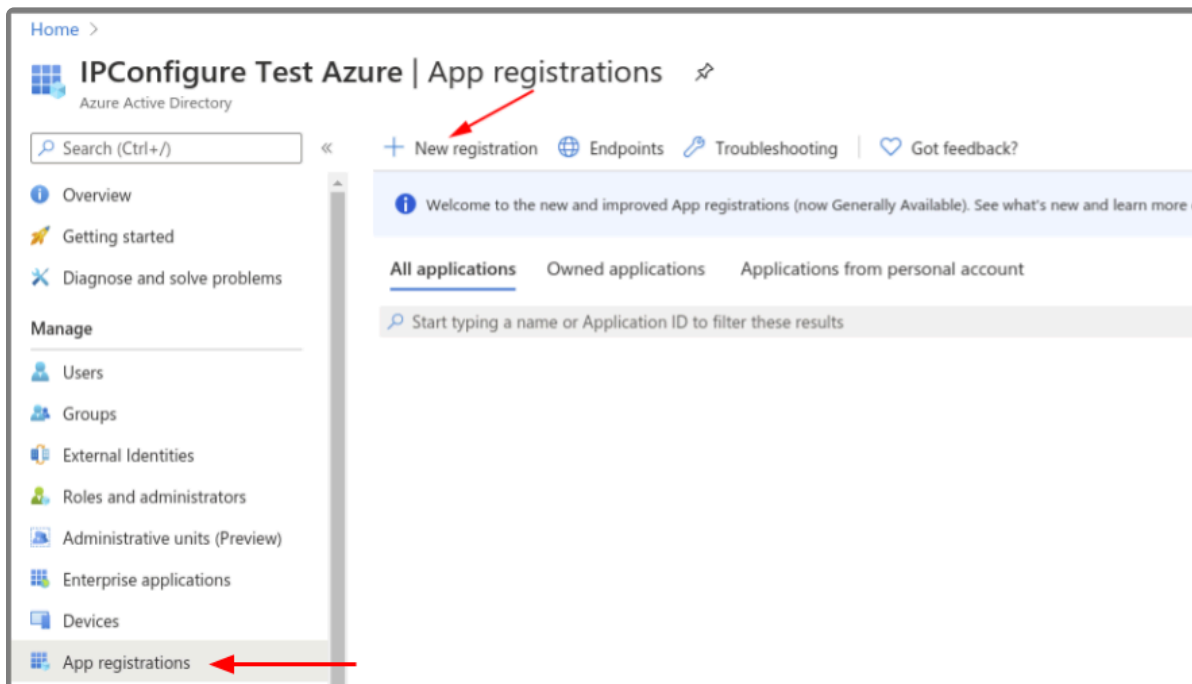 Home >
IPConfigure Test Azure | App registrations
Azure Active Directory
Search (Ctrl+/)
«
New registration
Endpoints
Troubleshooting
Got feedback?
Overview
Getting started
Diagnose and solve problems
Manage
Users
Groups
External Identities
Roles and administrators
Administrative units (Preview)
Enterprise applications
Devices
App registrations
Welcome to the new and improved App registrations (now Generally Available). See what's new and learn more
All applications
Owned applications
Applications from personal account
Start typing a name or Application ID to filter these results